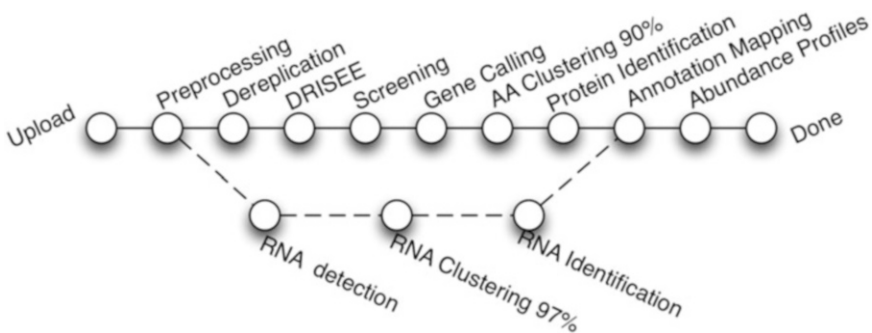 Upload
Preprocessing
Dereplication
DRISEE
Screening
Gene Calling
AA Clustering 90%
Protein Identification
Annotation Mapping
Abundance Profiles
Done
RNA detection
RNA Clustering 97%
RNA Identification